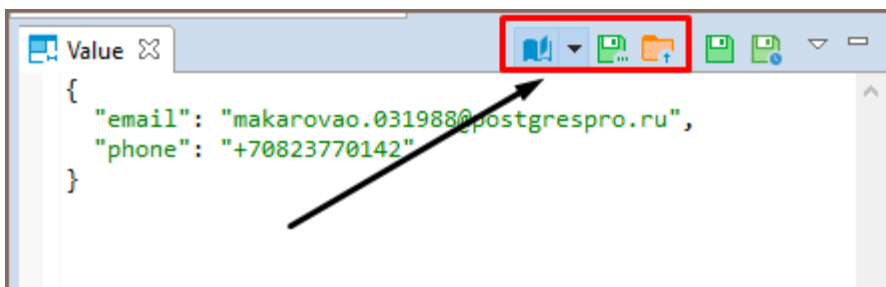 Value
{
"email": "makarovao.031988@postgrespro.ru",
"phone": "+70823770142"
}